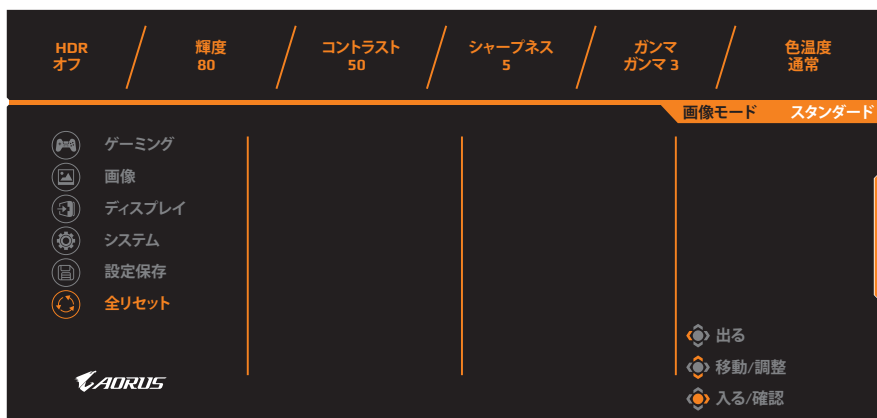 HDR
オフ
輝度
80
コントラスト
50
シャープネス
5
ガンマ
ガンマ 3
色温度
通常
画像モード スタンダード
ゲーミング
画像
ディスプレイ
システム
設定保存
全リセット
出る
移動/調整
入る/確認
AORUS